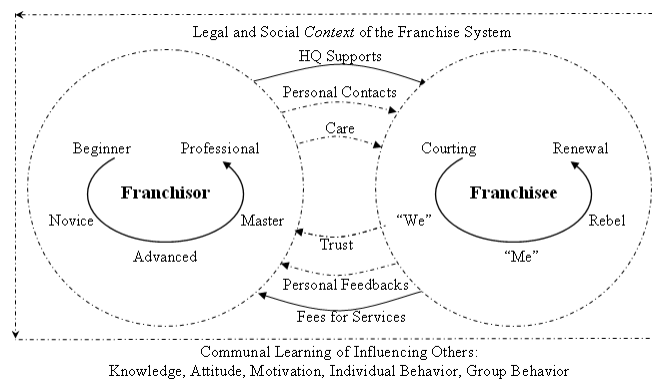 Legal and Social Context of the Franchise System
HQ Supports
Personal Contacts
Care
Beginner
Professional
Courting
Renewal
Franchisor
Franchisee
Novice
Master
"We"
Rebel
Advanced
Trust
"Me"
Personal Feedbacks
Fees for Services
Communal Learning of Influencing Others:
Knowledge, Attitude, Motivation, Individual Behavior, Group Behavior